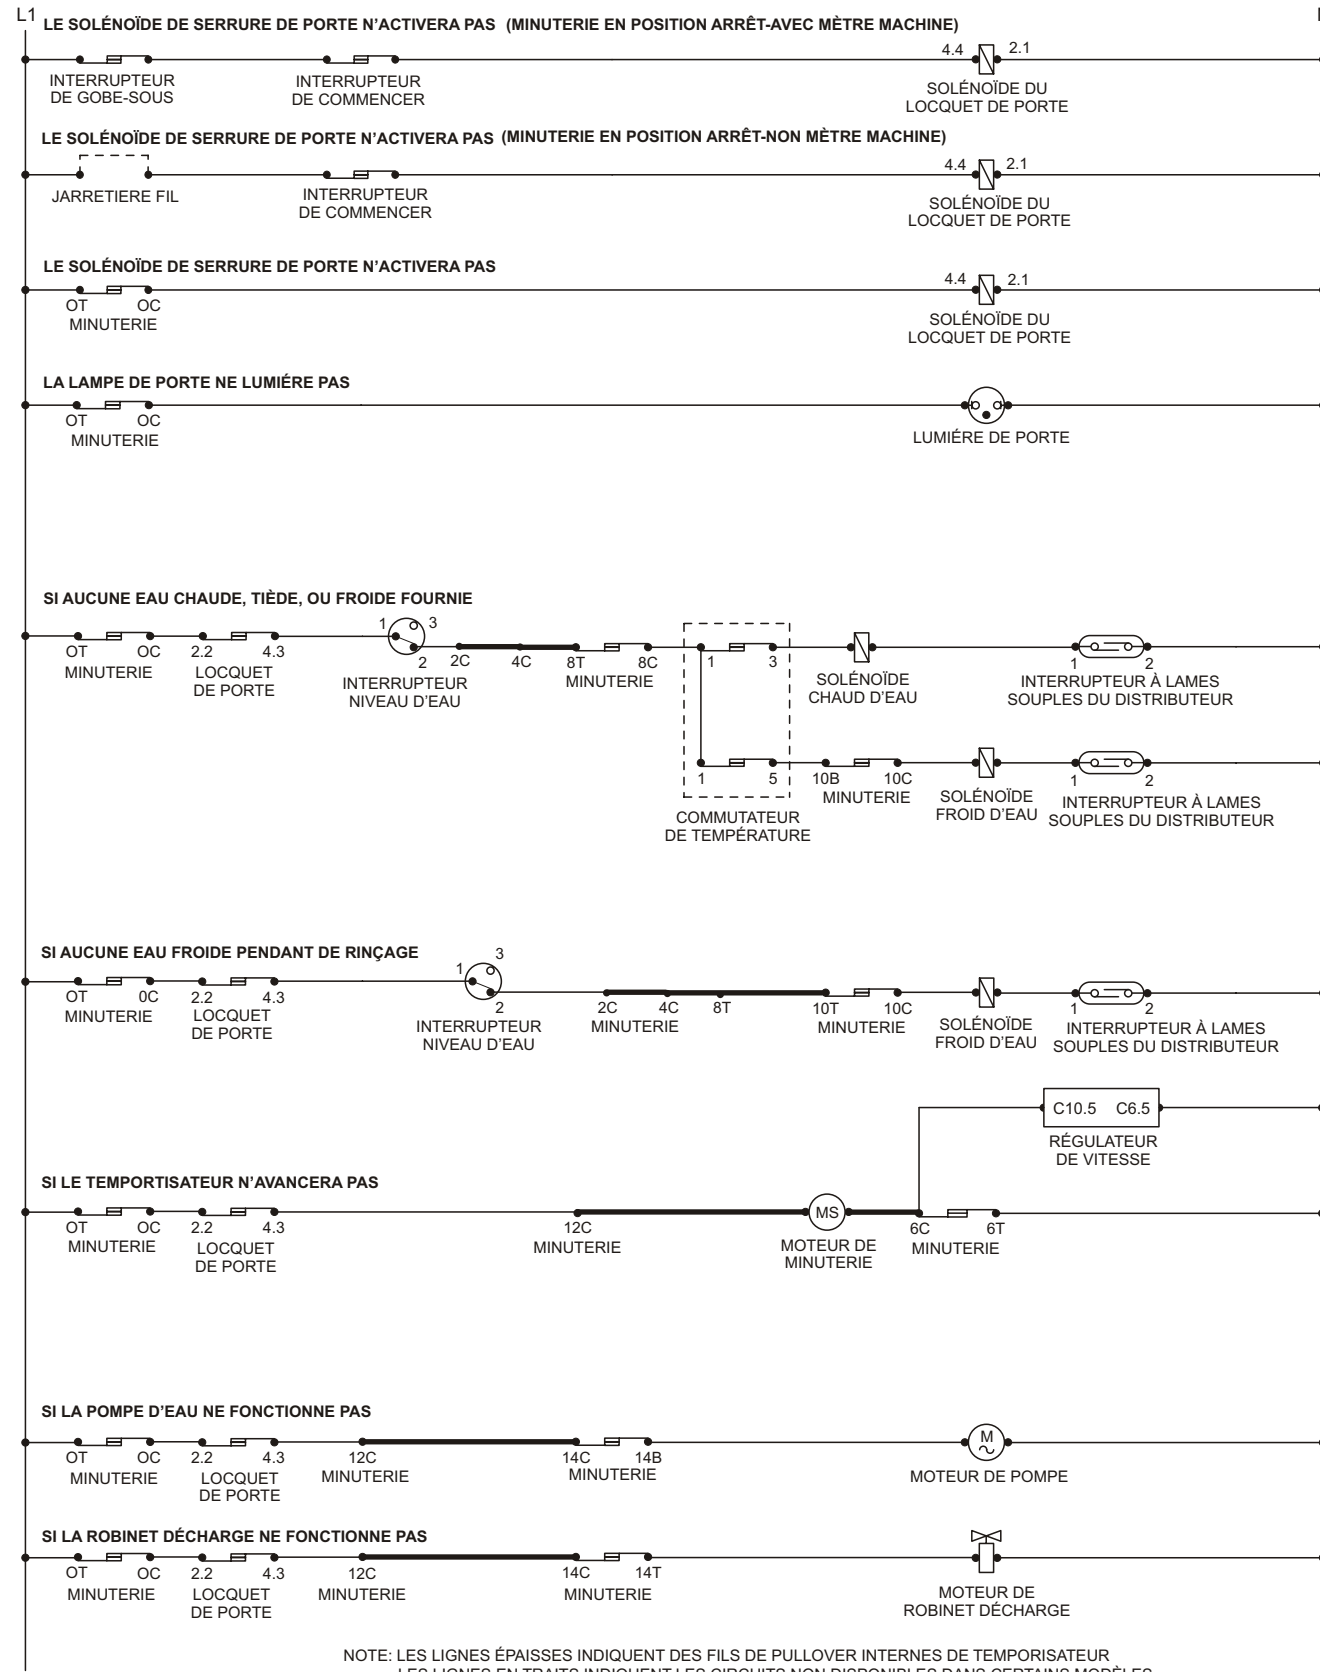 L1
LE SOLÉNOÏDE DE SERRURE DE PORTE N'ACTIVERA PAS (MINUTERIE EN POSITION ARRÊT-AVEC MÈTRE MACHINE)
4.4 2.1
INTERRUPTEUR
DE GOBE-SOUS
INTERRUPTEUR
DE COMMENCER
SOLÉNOÏDE DU
LOCQUET DE PORTE
LE SOLÉNOÏDE DE SERRURE DE PORTE N'ACTIVERA PAS (MINUTERIE EN POSITION ARRÊT-NON MÈTRE MACHINE)
4.4 2.1
JARRETIERE FIL
INTERRUPTEUR
DE COMMENCER
SOLÉNOÏDE DU
LOCQUET DE PORTE
LE SOLÉNOÏDE DE SERRURE DE PORTE N'ACTIVERA PAS
4.4 2.1
OT OC
MINUTERIE
SOLÉNOÏDE DU
LOCQUET DE PORTE
LA LAMPE DE PORTE NE LUMIÉRE PAS
OT OC
MINUTERIE
LUMIÉRE DE PORTE
SI AUCUNE EAU CHAUDE, TIÈDE, OU FROIDE FOURNIE
1 3
OT OC 2.2 4.3 2 2C 4C 8T 8C 1 3 1 2
MINUTERIE
LOCQUET
DE PORTE
INTERRUPTEUR
NIVEAU D'EAU
MINUTERIE
SOLÉNOÏDE
CHAUD D'EAU
INTERRUPTEUR À LAMES
SOUPLES DU DISTRIBUTEUR
1 5 10B 10C 1 2
MINUTERIE
SOLÉNOÏDE
FROID D'EAU
INTERRUPTEUR À LAMES
SOUPLES DU DISTRIBUTEUR
COMMUTATEUR
DE TEMPÉRATURE
SI AUCUNE EAU FROIDE PENDANT DE RINÇAGE
1 3
OT 0C 2.2 4.3 2 2C 4C 8T 10T 10C 1 2
MINUTERIE
LOCQUET
DE PORTE
INTERRUPTEUR
NIVEAU D'EAU
MINUTERIE
MINUTERIE
SOLÉNOÏDE
FROID D'EAU
INTERRUPTEUR À LAMES
SOUPLES DU DISTRIBUTEUR
C10.5 C6.5
RÉGULATEUR
DE VITESSE
SI LE TEMPORTISATEUR N'AVANCERA PAS
OT OC 2.2 4.3 12C MS 6C 6T
MINUTERIE
LOCQUET
DE PORTE
MINUTERIE
MOTEUR DE
MINUTERIE
MINUTERIE
SI LA POMPE D'EAU NE FONCTIONNE PAS
OT OC 2.2 4.3 12C 14C 14B M
MINUTERIE
LOCQUET
DE PORTE
MINUTERIE
MINUTERIE
MOTEUR DE POMPE
SI LA ROBINET DÉCHARGE NE FONCTIONNE PAS
OT OC 2.2 4.3 12C 14C 14T
MINUTERIE
LOCQUET
DE PORTE
MINUTERIE
MINUTERIE
MOTEUR DE
ROBINET DÉCHARGE
NOTE: LES LIGNES ÉPAISSES INDIQUENT DES FILS DE PULLOVER INTERNES DE TEMPORISATEUR
LES LIGNES EN TRAITS INDIQUENT LES CIRCUITS NON DISPONIBLES DANS CERTAINS MODÈLES